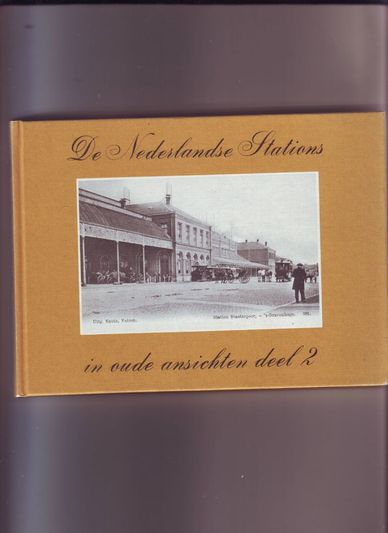 De Nederlandse Stations
Station Staatsspoor, - 's-Gravenhage.
in oude ansichten deel 2